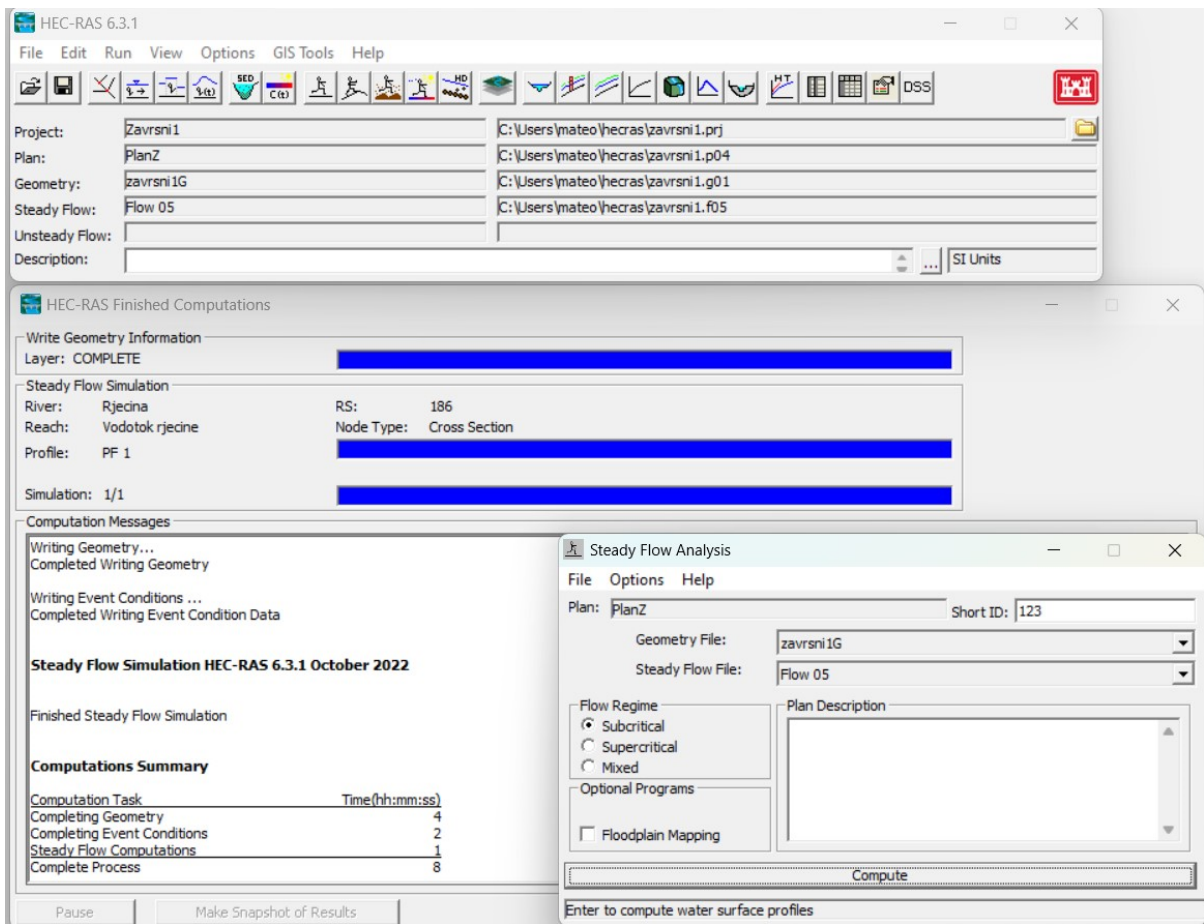 HEC-RAS 6.3.1
File Edit Run View Options GIS Tools Help
SED C(t) HD HT DSS
Project: Zavrsni1 C:\Users\mateo\hecras\zavrsni1.prj
Plan: PlanZ C:\Users\mateo\hecras\zavrsni1.p04
Geometry: zavrsni1G C:\Users\mateo\hecras\zavrsni1.g01
Steady Flow: Flow 05 C:\Users\mateo\hecras\zavrsni1.f05
Unsteady Flow:
Description: ... SI Units
HEC-RAS Finished Computations
Write Geometry Information
Layer: COMPLETE
Steady Flow Simulation
River: Rjecina RS: 186
Reach: Vodotok rjecine Node Type: Cross Section
Profile: PF 1
Simulation: 1/1
Computation Messages
Writing Geometry...
Completed Writing Geometry
Writing Event Conditions ...
Completed Writing Event Condition Data
Steady Flow Simulation HEC-RAS 6.3.1 October 2022
Finished Steady Flow Simulation
Computations Summary
Computation Task Time(hh:mm:ss)
Completing Geometry 4
Completing Event Conditions 2
Steady Flow Computations 1
Complete Process 8
Pause Make Snapshot of Results
Steady Flow Analysis
File Options Help
Plan: PlanZ Short ID: 123
Geometry File: zavrsni1G
Steady Flow File: Flow 05
Flow Regime
Subcritical
Supercritical
Mixed
Optional Programs
Floodplain Mapping
Plan Description
Compute
Enter to compute water surface profiles